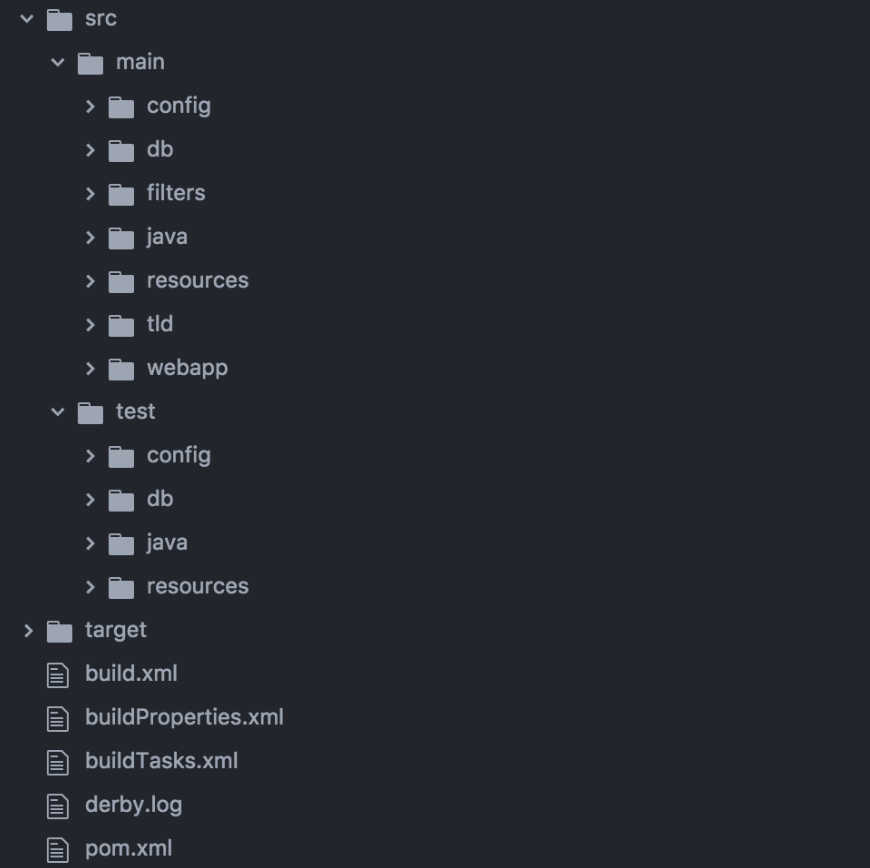 src
main
config
db
filters
java
resources
tld
webapp
test
config
db
java
resources
target
build.xml
buildProperties.xml
buildTasks.xml
derby.log
pom.xml